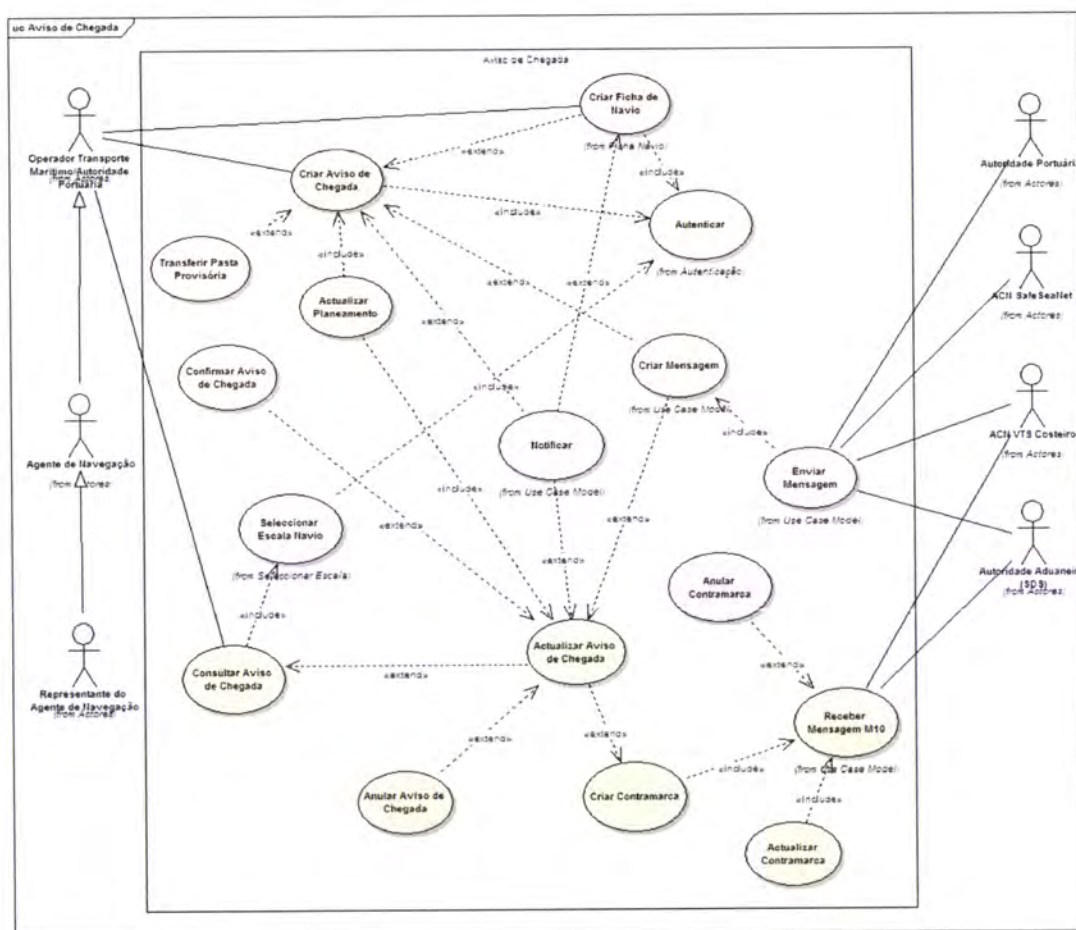 uc Aviso de Chegada
Aviso de Chegada
Operador Transporte
Marítimo/Autoridade
Portuária
(from Actores)
Agente de Navegação
(from Actores)
Representante do
Agente de Navegação
(from Actores)
Criar Ficha de
Navio
(from Plana Navio)
«extend»
«include»
Criar Aviso de
Chegada
«include»
Autenticar
(from Autenticação)
«extend»
«include»
Transferir Pasta
Provisória
Actualizar
Planeamento
«extend»
«extend»
«extend»
Confirmar Aviso
de Chegada
Criar Mensagem
(from Use Case Model)
«include»
Notificar
(from Use Case Model)
«include»
Enviar
Mensagem
(from Use Case Model)
«include»
Seleccionar
Escala Navio
(from Seleccionar Escala)
«extend»
«extend»
«extend»
Anular
Contramarca
«include»
Actualizar Aviso
de Chegada
Consultar Aviso
de Chegada
«extend»
«extend»
Receber
Mensagem M10
(from Use Case Model)
«extend»
«extend»
«include»
Anular Aviso de
Chegada
Criar Contramarca
«include»
Actualizar
Contramarca
Autoridade Portuária
(from Actores)
ACN SafeSeaNet
(from Actores)
ACN VTS Costeiro
(from Actores)
Autoridade Aduaneir
(SDS)
(from Actores)